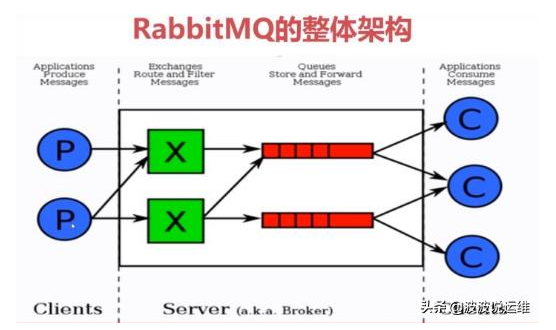 RabbitMQ的整体架构
Applications
Produce
Messages
Exchanges
Route and Filter
Messages
Queues
Store and Forward
Messages
Applications
Consume
Messages
P
X
C
C
P
X
C
Clients
Server (a.k.a. Broker)
头条@波波说运维